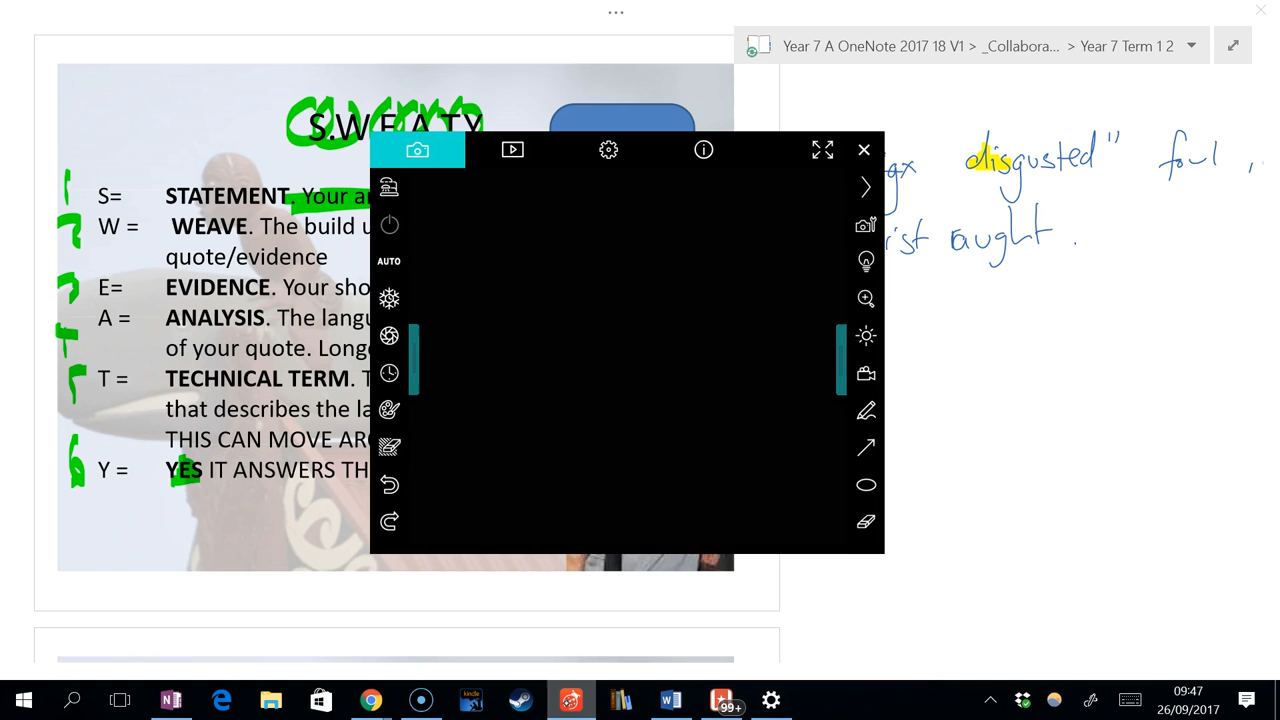 Year 7 A OneNote 2017 18 V1 > _Collabora... > Year 7 Term 1 2
S.W.E.A.T.Y
disgusted" foul ,
aught .
1
S= STATEMENT. Your an
2
W = WEAVE. The build u
quote/evidence
3
E= EVIDENCE. Your sho
4
A = ANALYSIS. The langu
of your quote. Longe
5
T = TECHNICAL TERM. T
that describes the la
THIS CAN MOVE ARO
6
Y = YES IT ANSWERS TH
AUTO
kindle
99+
09:47
26/09/2017